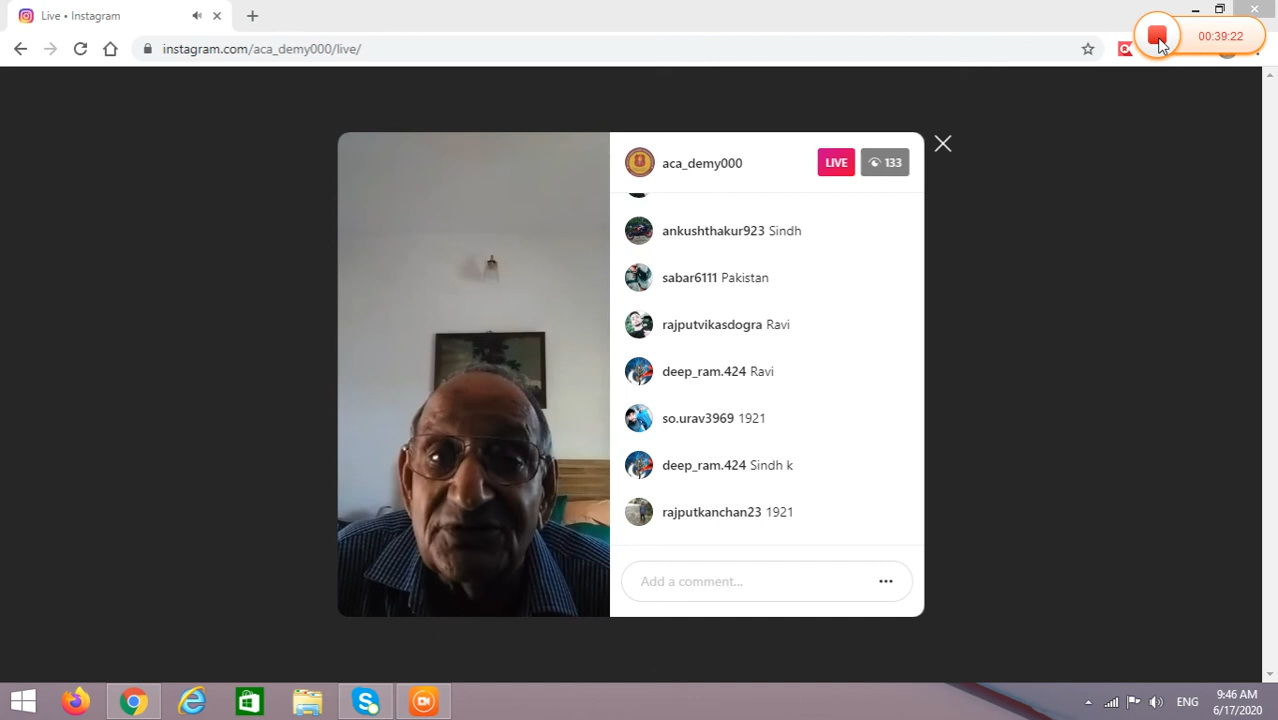 Live • Instagram
00:39:22
instagram.com/aca_demy000/live/
aca_demy000 LIVE 133
ankushthakur923 Sindh
sabar6111 Pakistan
rajputvikasdogra Ravi
deep_ram.424 Ravi
so.urav3969 1921
deep_ram.424 Sindh k
rajputkanchan23 1921
Add a comment...
ENG
9:46 AM
6/17/2020